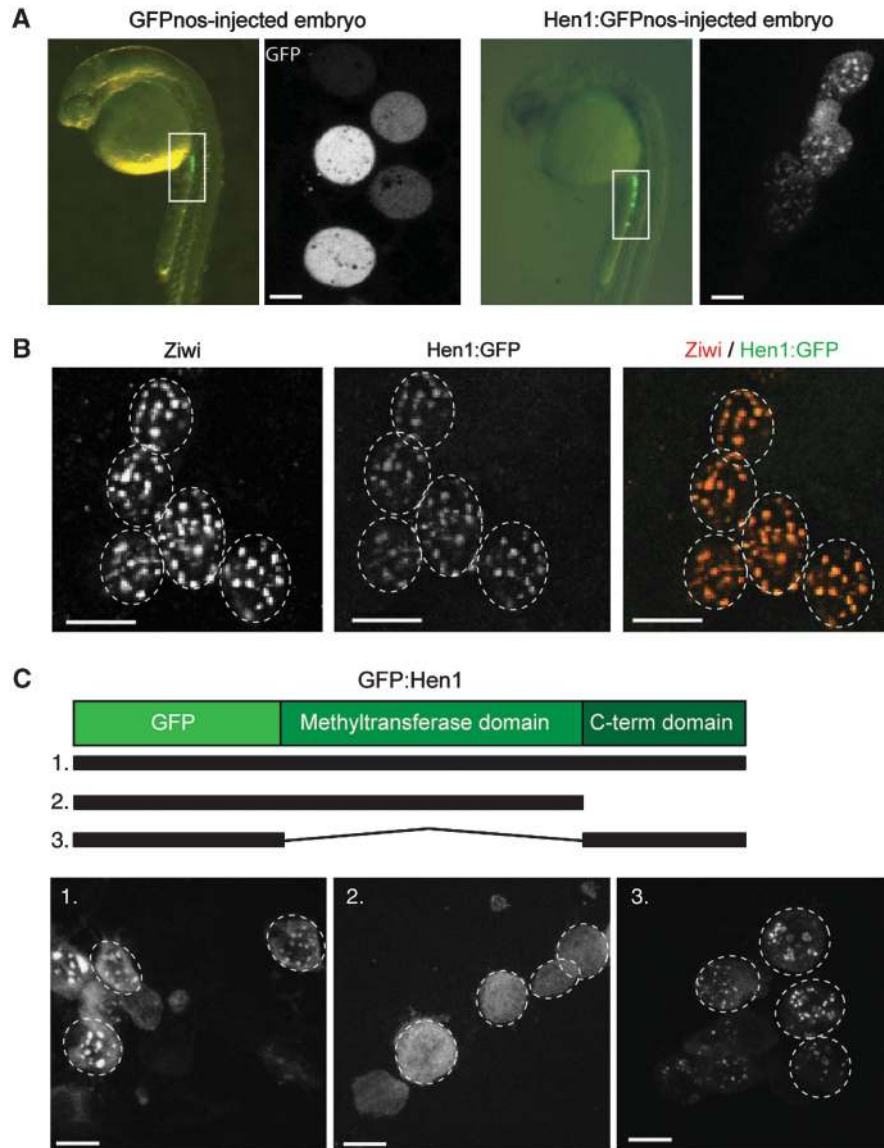 A
GFPnos-injected embryo
Hen1:GFPnos-injected embryo
GFP
B
Ziwi
Hen1:GFP
Ziwi / Hen1:GFP
C
GFP:Hen1
GFP
Methyltransferase domain
C-term domain
1.
2.
3.
1.
2.
3.